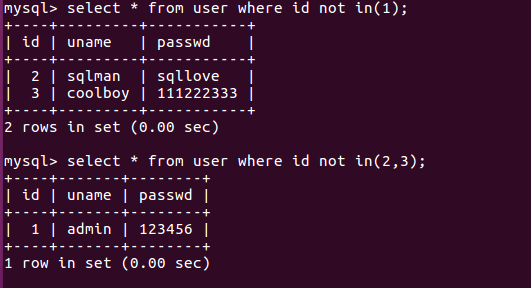 mysql> select * from user where id not in(1);
+----+---------+-----------+
| id | uname   | passwd    |
+----+---------+-----------+
|  2 | sqlman  | sqllove   |
|  3 | coolboy | 111222333 |
+----+---------+-----------+
2 rows in set (0.00 sec)
mysql> select * from user where id not in(2,3);
+----+-------+--------+
| id | uname | passwd |
+----+-------+--------+
|  1 | admin | 123456 |
+----+-------+--------+
1 row in set (0.00 sec)